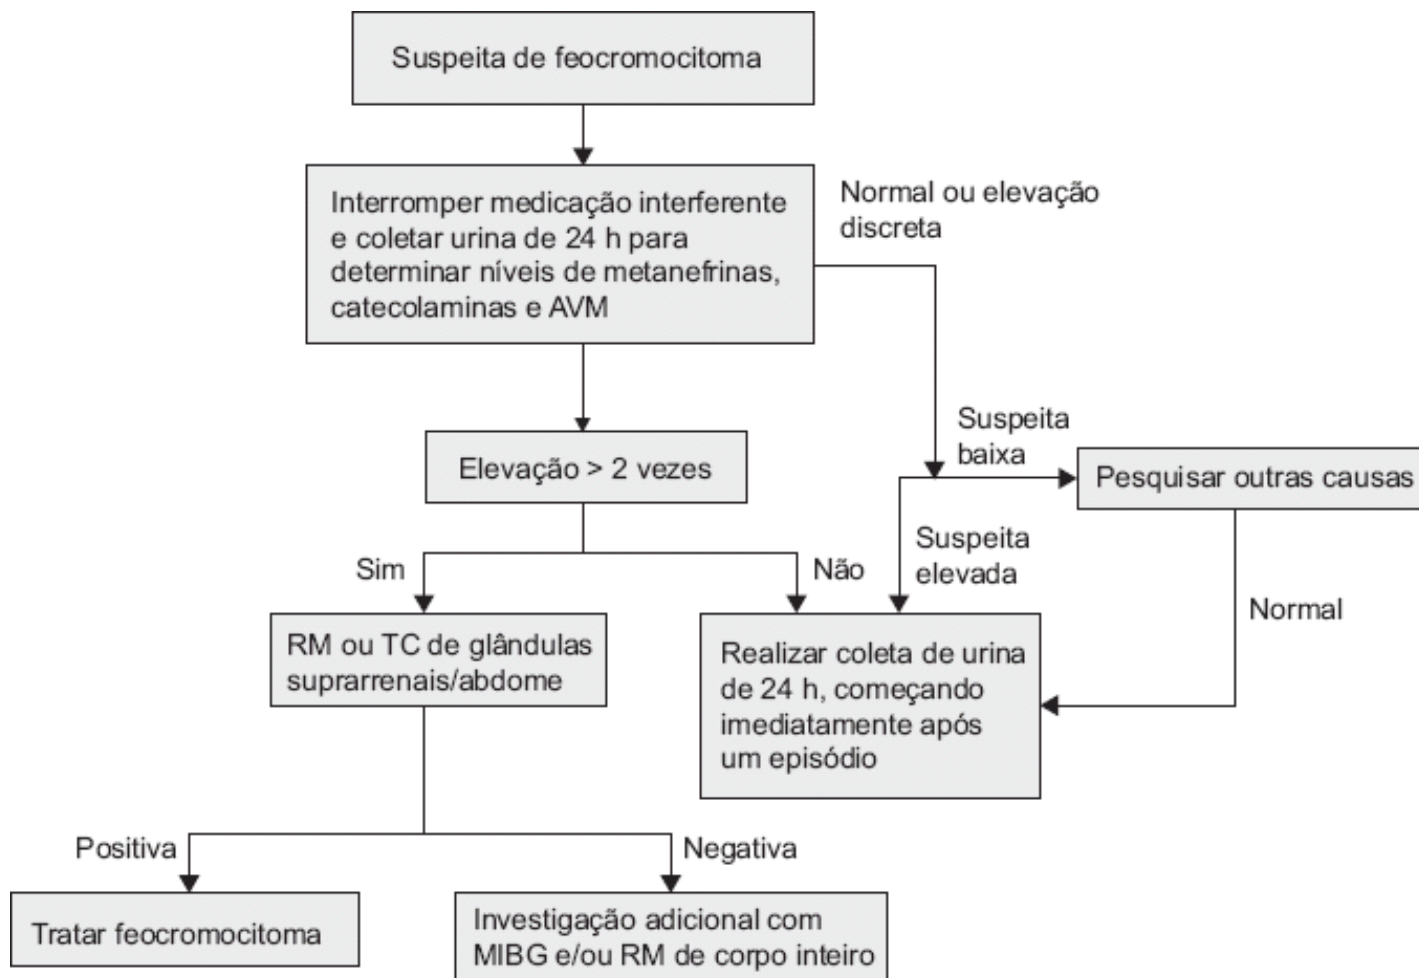 Suspeita de feocromocitoma
Interromper medicação interferente
e coletar urina de 24 h para
determinar níveis de metanefrinas,
catecolaminas e AVM
Normal ou elevação
discreta
Elevação > 2 vezes
Suspeita
baixa
Pesquisar outras causas
Suspeita
elevada
Sim
Não
Normal
RM ou TC de glândulas
suprarrenais/abdome
Realizar coleta de urina
de 24 h, começando
imediatamente após
um episódio
Positiva
Negativa
Tratar feocromocitoma
Investigação adicional com
MIBG e/ou RM de corpo inteiro